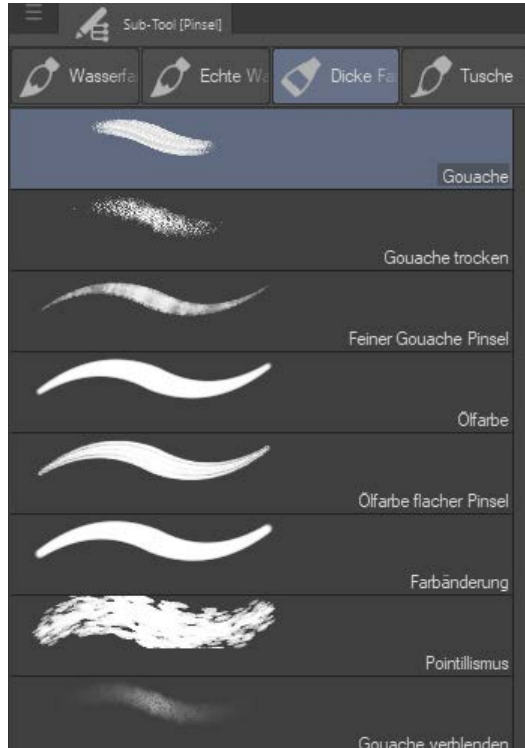 Sub-Tool [Pinsel]
Wasserfa
Echte Wa
Dicke Fa
Tusche
Gouache
Gouache trocken
Feiner Gouache Pinsel
Ölfarbe
Ölfarbe flacher Pinsel
Farbänderung
Pointillismus
Gouache verblenden